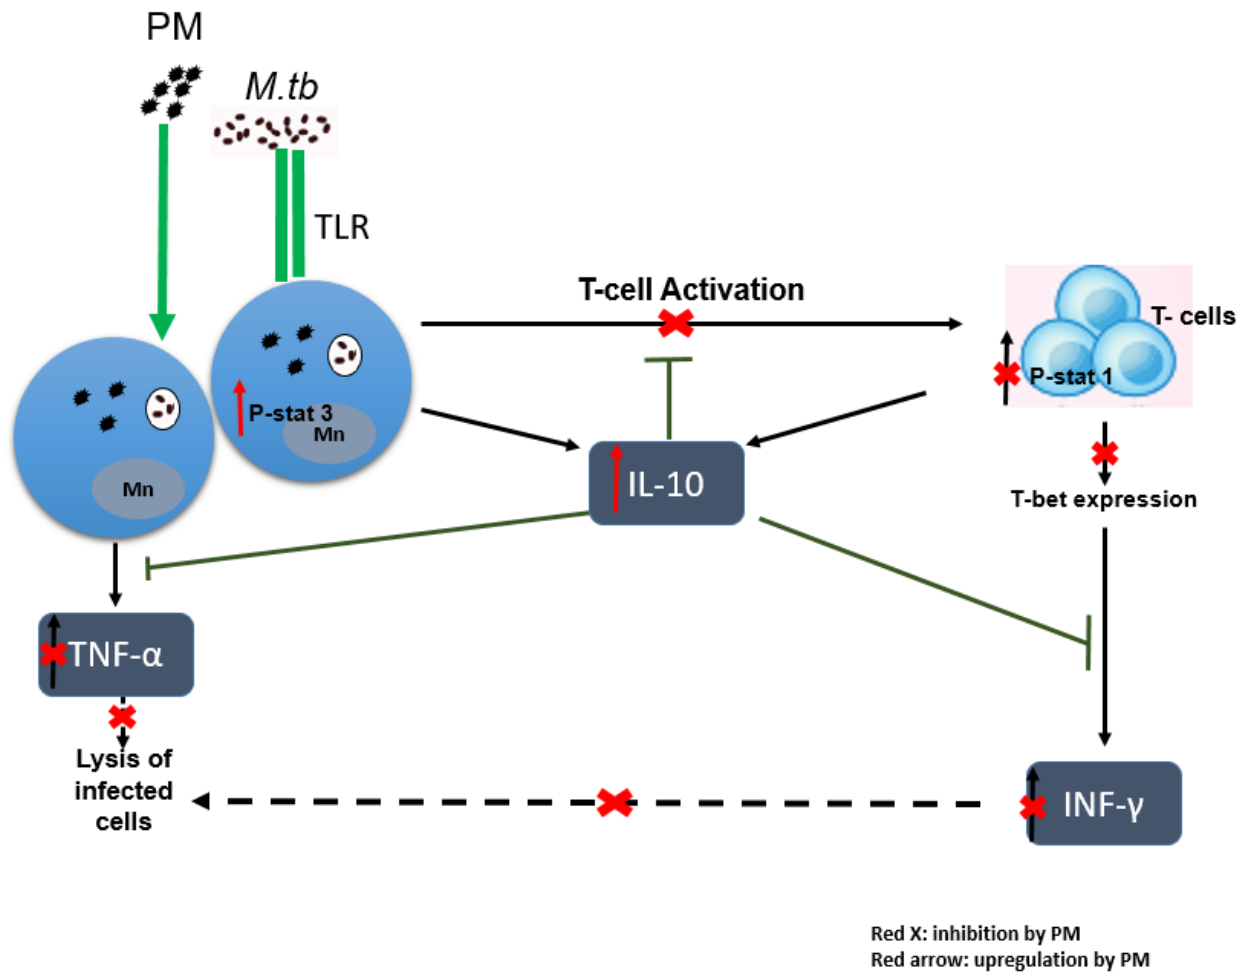 PM
M.tb
TLR
T-cell Activation
T- cells
P-stat 1
P-stat 3
Mn
Mn
IL-10
T-bet expression
TNF-α
Lysis of
infected
cells
INF-γ
Red X: inhibition by PM
Red arrow: upregulation by PM